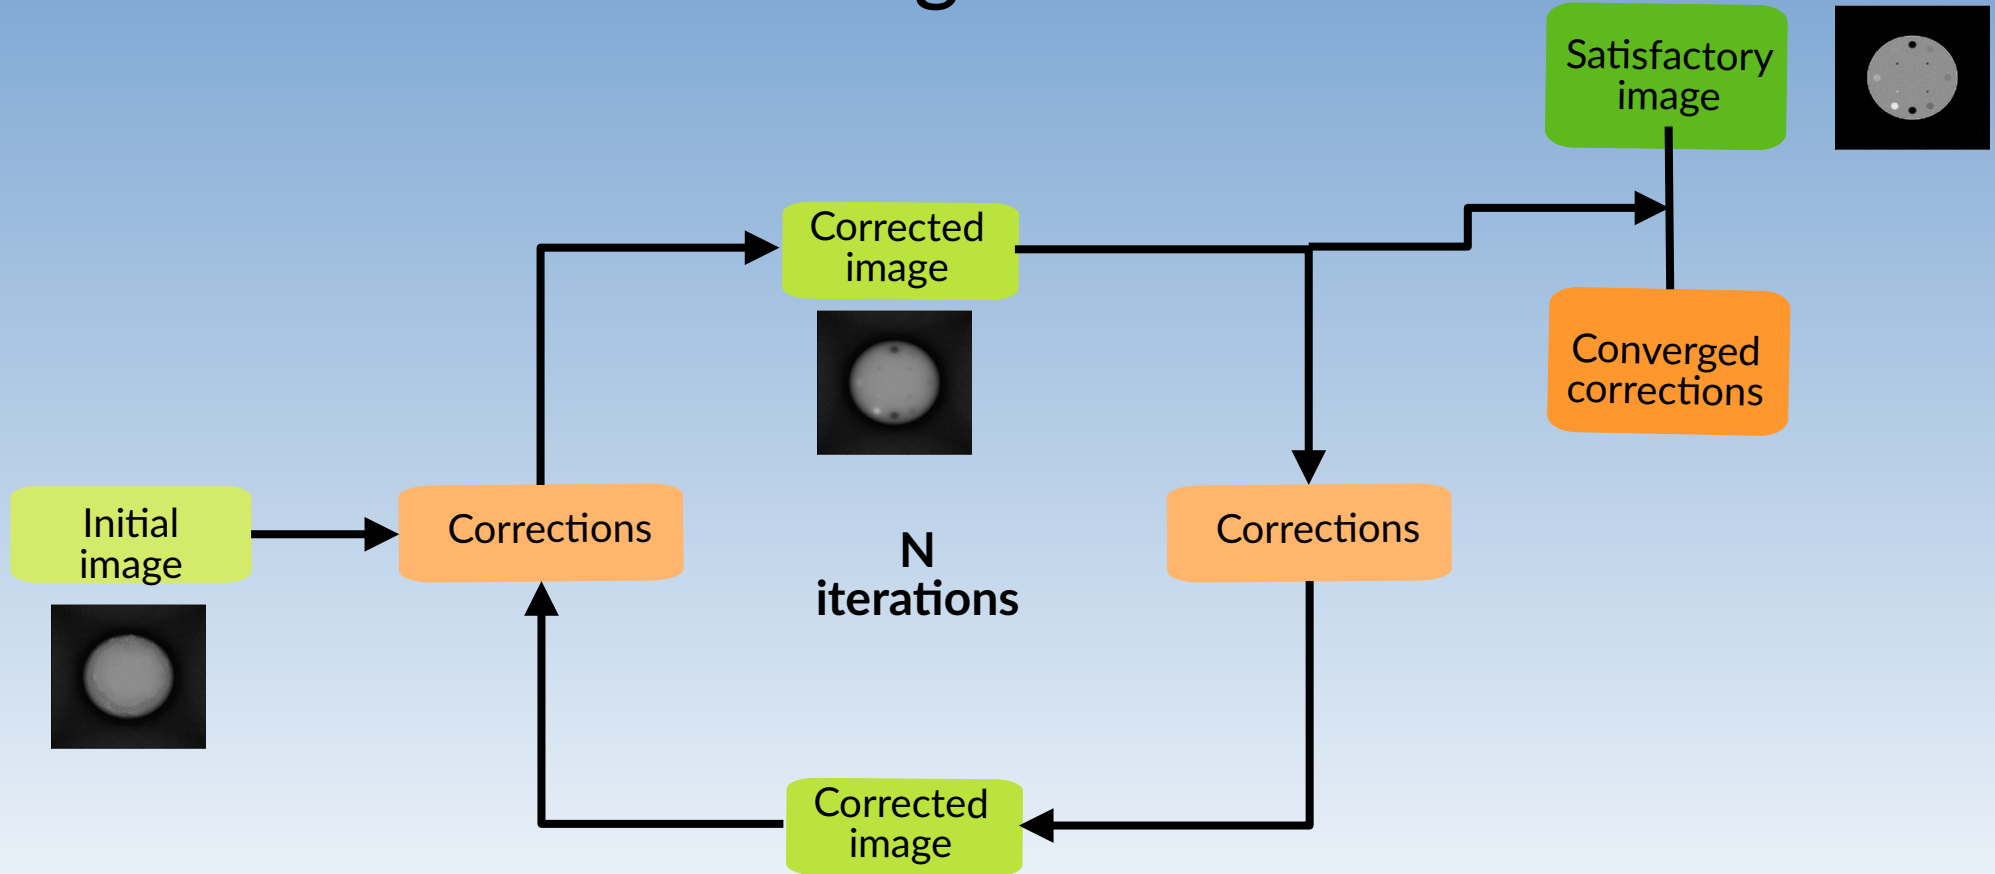 Satisfactory
image
Corrected
image
Converged
corrections
Initial
image
Corrections
N
iterations
Corrections
Corrected
image